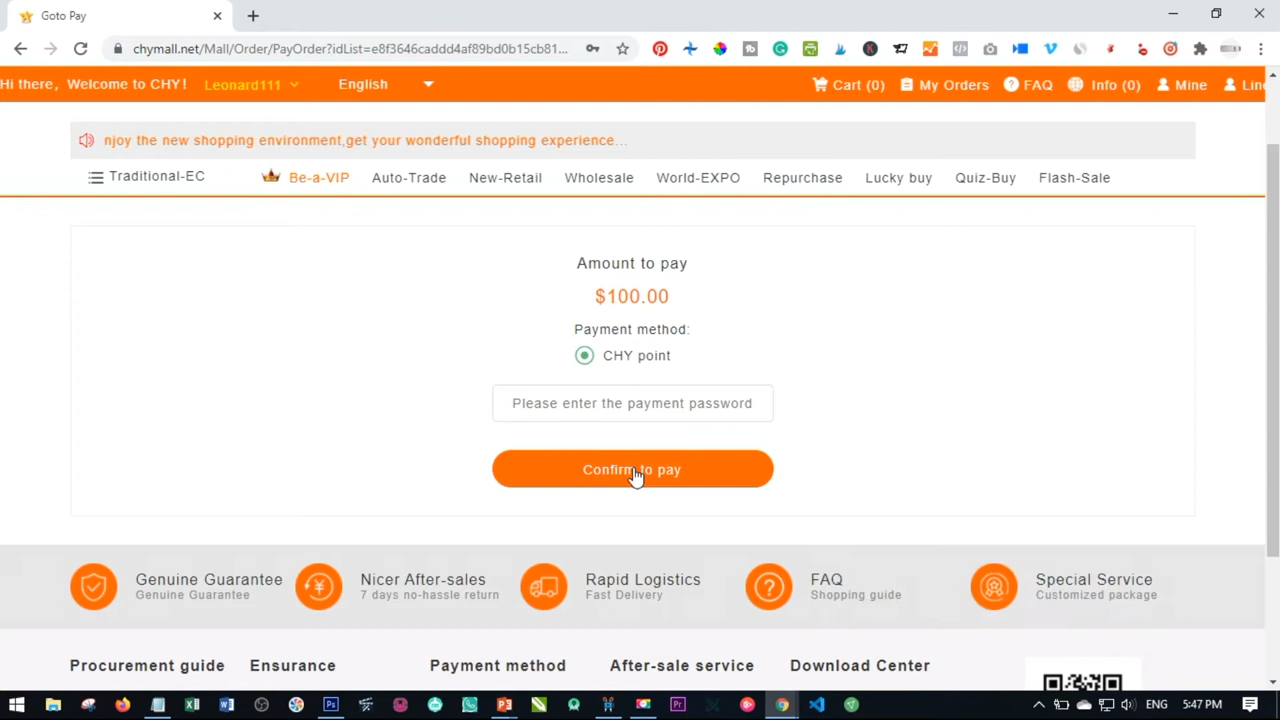 Goto Pay
chymall.net/Mall/Order/PayOrder?idList=e8f3646caddd4af89bd0b15cb81...
Hi there, Welcome to CHY! Leonard111 English Cart (0) My Orders FAQ Info (0) Mine Lin
njoy the new shopping environment,get your wonderful shopping experience...
Traditional-EC Be-a-VIP Auto-Trade New-Retail Wholesale World-EXPO Repurchase Lucky buy Quiz-Buy Flash-Sale
Amount to pay
$100.00
Payment method:
CHY point
Please enter the payment password
Confirm to pay
Genuine Guarantee Nicer After-sales Rapid Logistics FAQ Special Service
Genuine Guarantee 7 days no-hassle return Fast Delivery Shopping guide Customized package
Procurement guide Ensurance Payment method After-sale service Download Center
ENG 5:47 PM